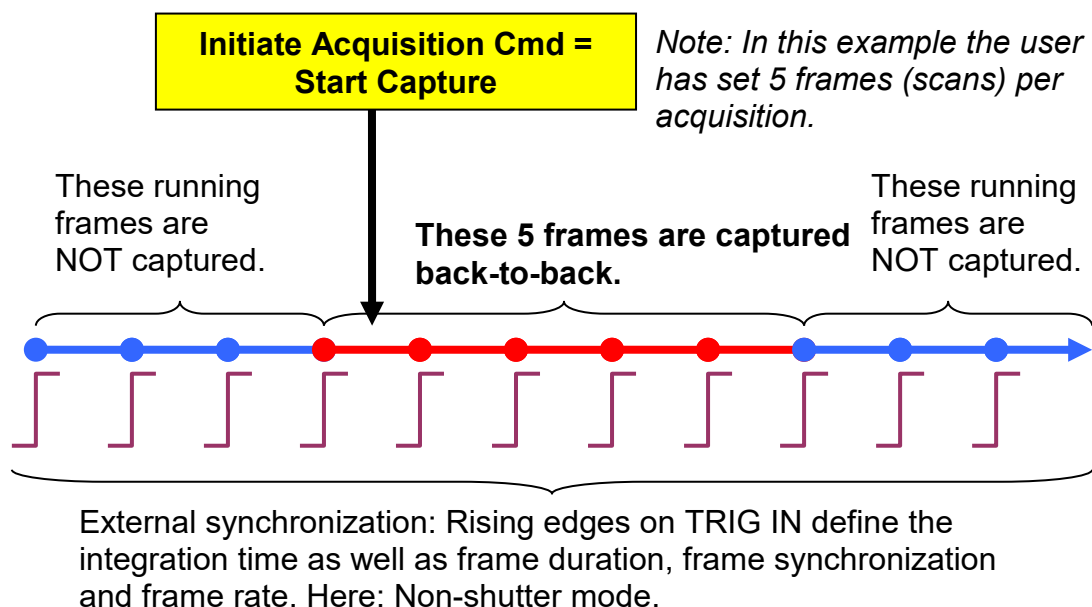 Initiate Acquisition Cmd =
Start Capture
Note: In this example the user
has set 5 frames (scans) per
acquisition.
These running
frames are
NOT captured.
These 5 frames are captured
back-to-back.
These running
frames are
NOT captured.
External synchronization: Rising edges on TRIG IN define the
integration time as well as frame duration, frame synchronization
and frame rate. Here: Non-shutter mode.